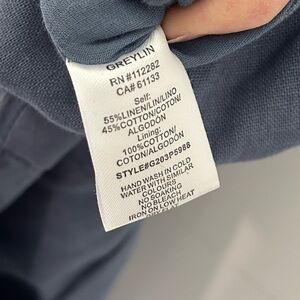 GREYLIN
RN#112262
CA#61133
Self:
55%LINEN/LIN/LINO
45%COTTON/COTON/
ALGODÓN
Lining:
100%COTTON/
COTON/ALGODÓN
STYLE#G203P5986
HAND WASH IN COLD
WATER WITH SIMILAR
COLOURS
NO SOAKING
NO BLEACH
IRON ON LOW HEAT